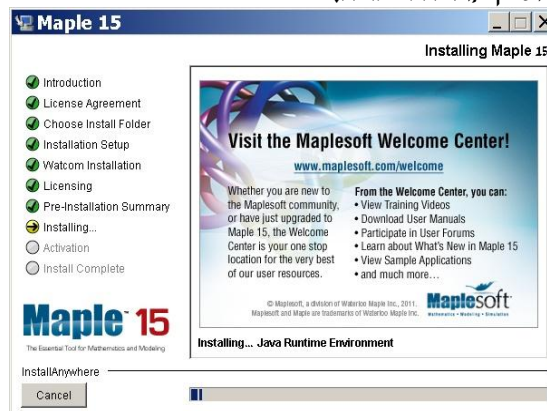 Maple 15
Installing Maple 15
Introduction
License Agreement
Choose Install Folder
Installation Setup
Watcom Installation
Licensing
Pre-Installation Summary
Installing...
Activation
Install Complete
Maple™ 15
The Essential Tool for Mathematics and Modeling
Visit the Maplesoft Welcome Center!
www.maplesoft.com/welcome
Whether you are new to
the Maplesoft community,
or have just upgraded to
Maple 15, the Welcome
Center is your one stop
location for the very best
of our user resources.
From the Welcome Center, you can:
• View Training Videos
• Download User Manuals
• Participate in User Forums
• Learn about What's New in Maple 15
• View Sample Applications
• and much more...
© Maplesoft, a division of Waterloo Maple Inc., 2011.
Maplesoft and Maple are trademarks of Waterloo Maple Inc.
Maplesoft
Mathematics • Modeling • Simulation
Installing... Java Runtime Environment
InstallAnywhere
Cancel